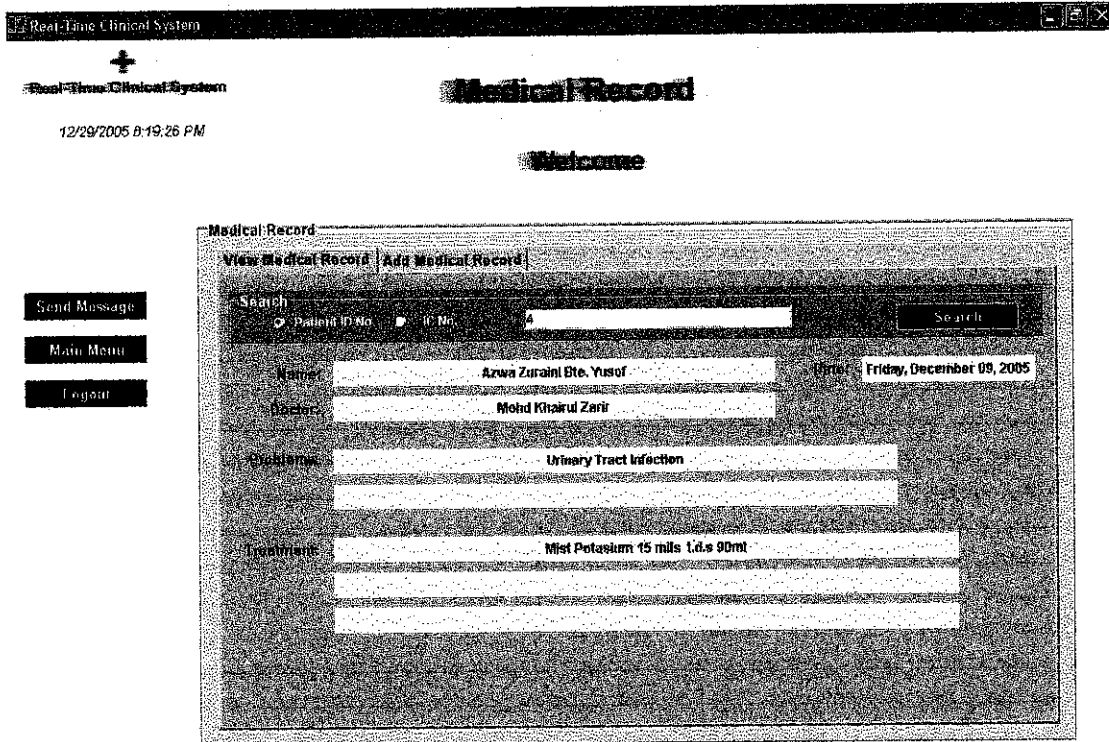 Real-Time Clinical System
Real-Time Clinical System
Medical Record
12/29/2005 8:19:26 PM
Welcome
Medical Record
View Medical Record Add Medical Record
Search
Patient ID No. IC No. 4 Search
Send Message
Main Menu
Logout
Name: Azwa Zuraini Bte. Yusof Time: Friday, December 09, 2005
Doctor: Mohd Khairul Zarir
Problems: Urinary Tract Infection
Treatment: Mist Potasium 15 mils t.d.s 90ml